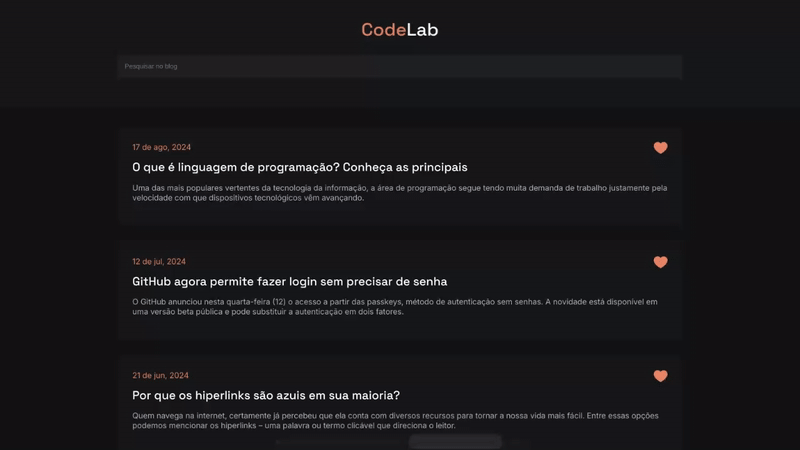 CodeLab
Pesquisar no blog
17 de ago, 2024
O que é linguagem de programação? Conheça as principais
Uma das mais populares vertentes da tecnologia da informação, a área de programação segue tendo muita demanda de trabalho justamente pela
velocidade com que dispositivos tecnológicos vêm avançando.
12 de jul, 2024
GitHub agora permite fazer login sem precisar de senha
O GitHub anunciou nesta quarta-feira (12) o acesso a partir das passkeys, método de autenticação sem senhas. A novidade está disponível em
uma versão beta pública e pode substituir a autenticação em dois fatores.
21 de jun, 2024
Por que os hiperlinks são azuis em sua maioria?
Quem navega na internet, certamente já percebeu que ela conta com diversos recursos para tornar a nossa vida mais fácil. Entre essas opções
podemos mencionar os hiperlinks – uma palavra ou termo clicável que direciona o leitor.